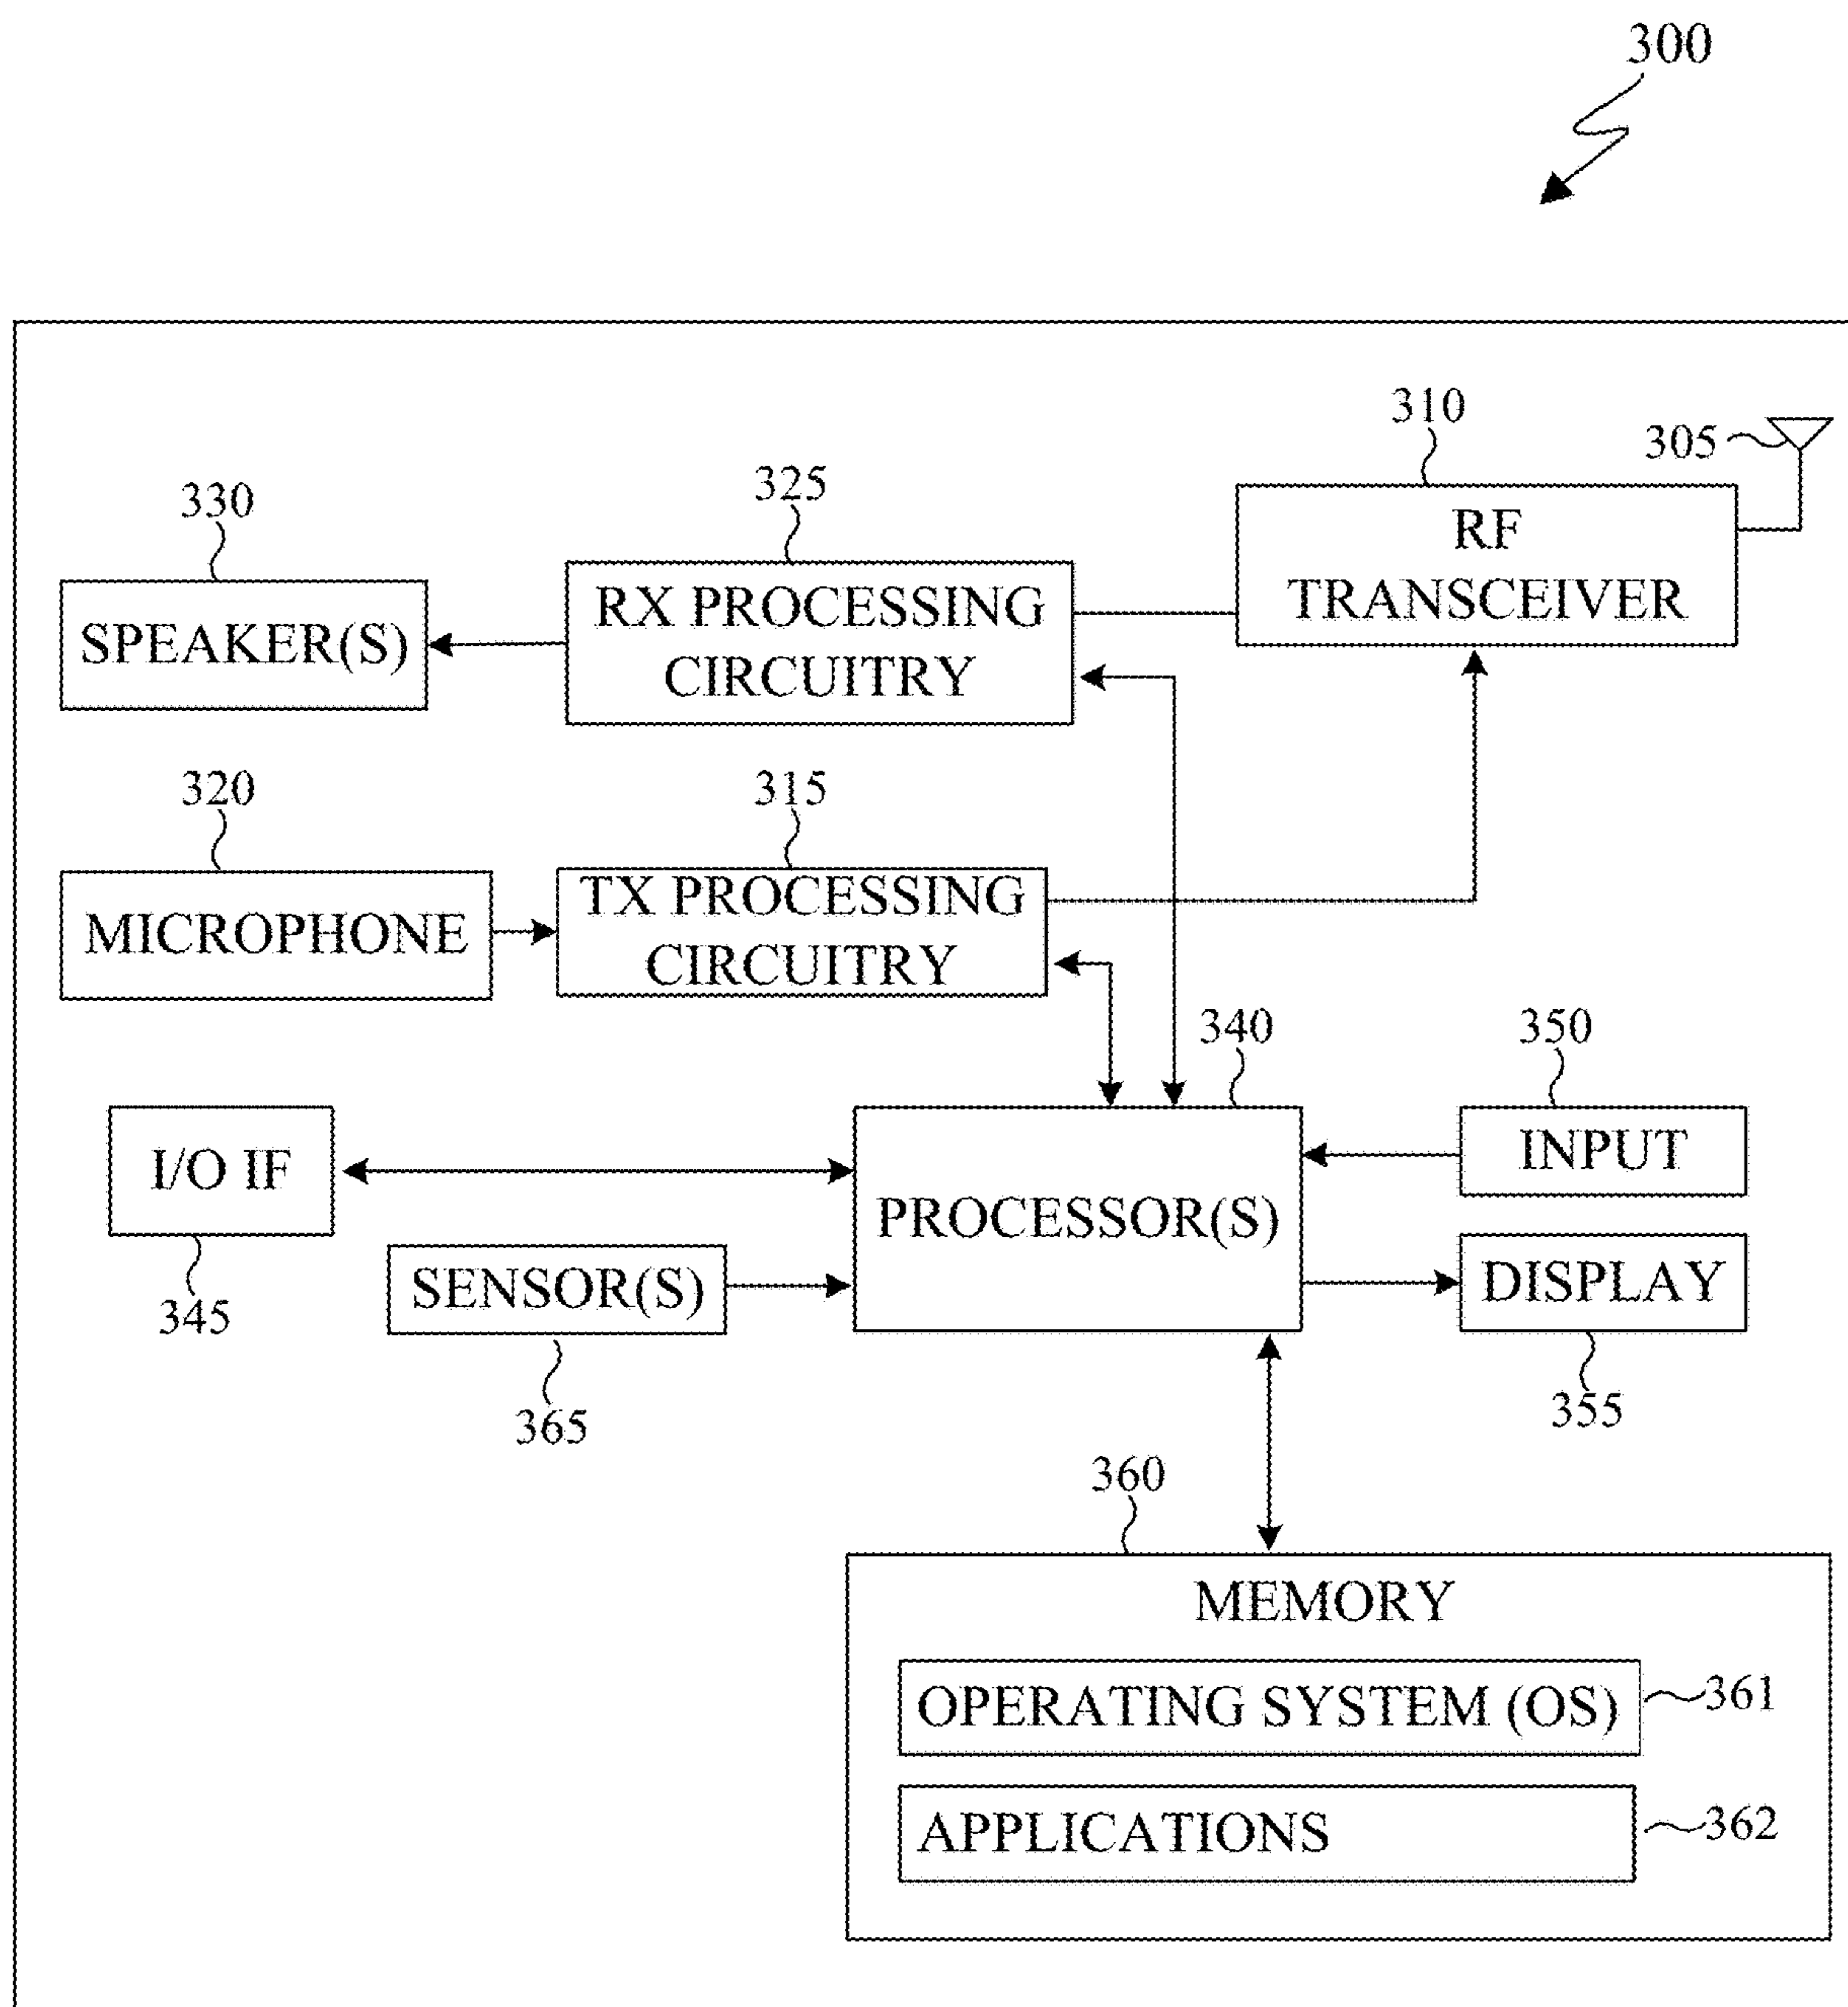 300
310
305
325
330
RF
TRANSCEIVER
RX PROCESSING
CIRCUITRY
SPEAKER(S)
320
315
TX PROCESSING
CIRCUITRY
MICROPHONE
340
350
I/O IF
INPUT
PROCESSOR(S)
SENSOR(S)
DISPLAY
345
365
355
360
MEMORY
OPERATING SYSTEM (OS)
361
APPLICATIONS
362